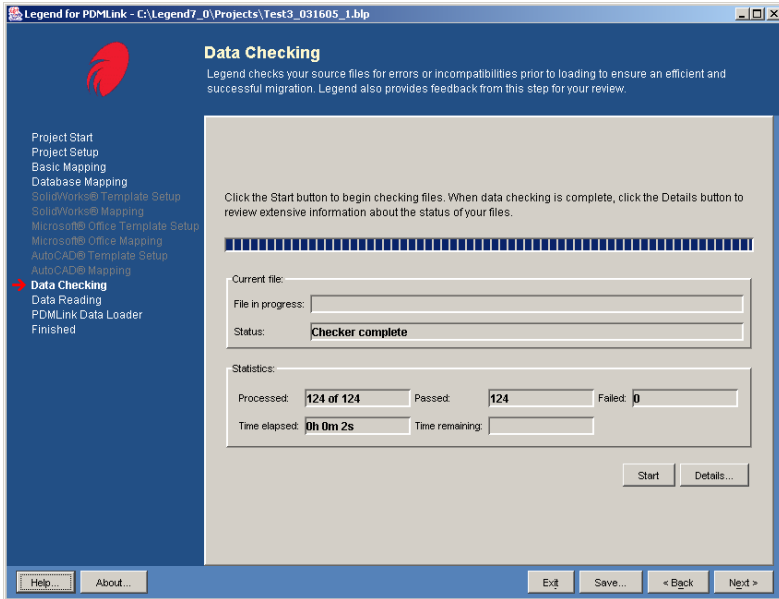 Legend for PDMLink - C:\Legend7_0\Projects\Test3_031605_1.blp
Data Checking
Legend checks your source files for errors or incompatibilities prior to loading to ensure an efficient and
successful migration. Legend also provides feedback from this step for your review.
Project Start
Project Setup
Basic Mapping
Database Mapping
SolidWorks® Template Setup
SolidWorks® Mapping
Microsoft® Office Template Setup
Microsoft® Office Mapping
AutoCAD® Template Setup
AutoCAD® Mapping
Data Checking
Data Reading
PDMLink Data Loader
Finished
Click the Start button to begin checking files. When data checking is complete, click the Details button to
review extensive information about the status of your files.
Current file:
File in progress:
Status: Checker complete
Statistics:
Processed: 124 of 124 Passed: 124 Failed: 0
Time elapsed: 0h 0m 2s Time remaining:
Start Details...
Help... About... Exit Save... « Back Next »